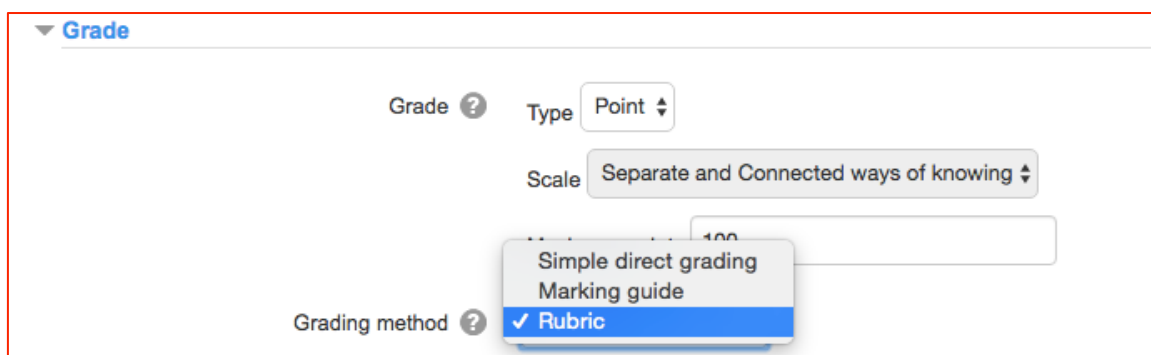 Grade
Grade ? Type Point
Scale Separate and Connected ways of knowing
100
Simple direct grading
Marking guide
Grading method ? ✓ Rubric